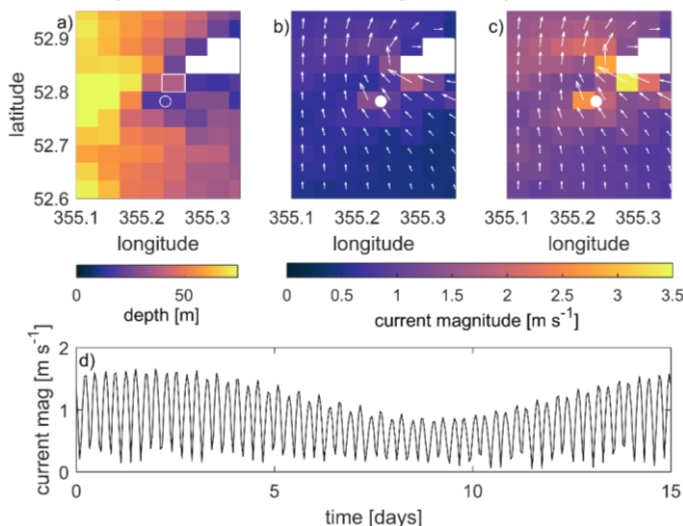 a) b) c)
52.9
52.8
52.7
52.6
latitude
355.1 355.2 355.3 355.1 355.2 355.3 355.1 355.2 355.3
longitude longitude longitude
0 50 0 0.5 1 1.5 2 2.5 3 3.5
depth [m] current magnitude [m s⁻¹]
d)
2
1
0
current mag [m s⁻¹]
0 5 10 15
time [days]